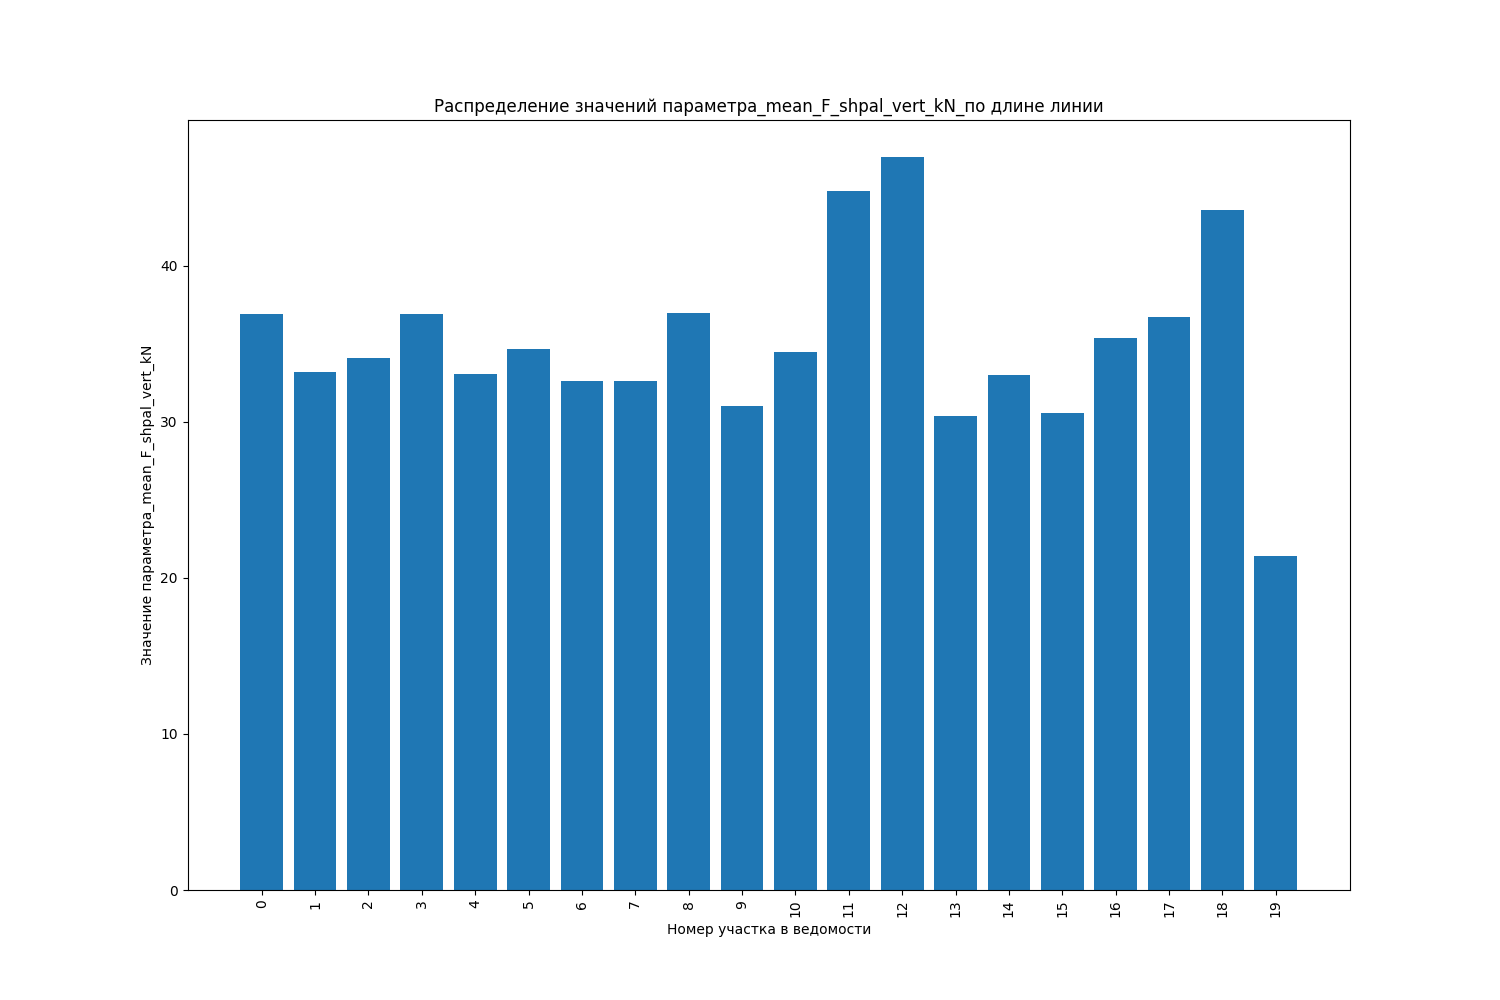 Распределение значений параметра_mean_F_shpal_vert_kN_по длине линии
Значение параметра_mean_F_shpal_vert_kN
40
30
20
10
0
0 1 2 3 4 5 6 7 8 9 10 11 12 13 14 15 16 17 18 19
Номер участка в ведомости